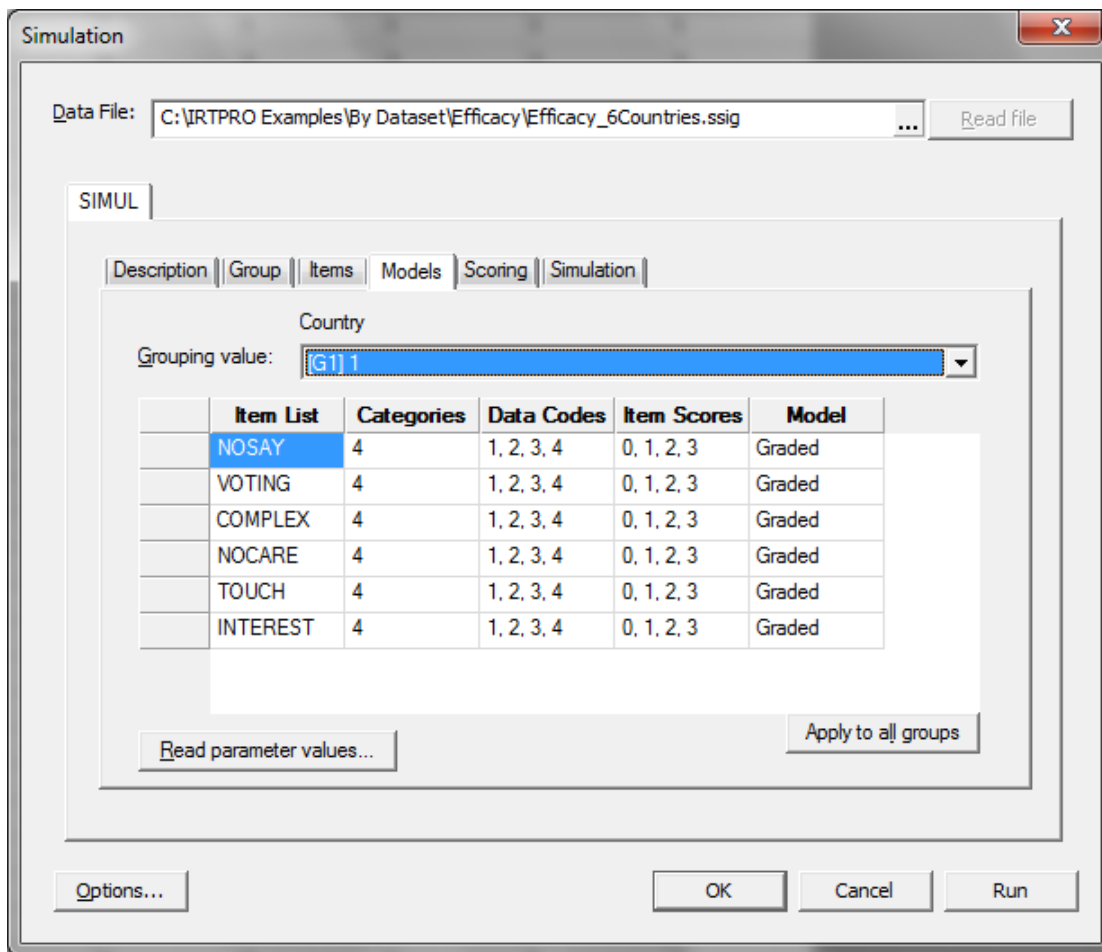 Simulation
X
Data File: C:\IRTPRO Examples\By Dataset\Efficacy\Efficacy_6Countries.ssig ... Read file
SIMUL
Description Group Items Models Scoring Simulation
Country
Grouping value: [G1] 1
Item List Categories Data Codes Item Scores Model
NOSAY 4 1, 2, 3, 4 0, 1, 2, 3 Graded
VOTING 4 1, 2, 3, 4 0, 1, 2, 3 Graded
COMPLEX 4 1, 2, 3, 4 0, 1, 2, 3 Graded
NOCARE 4 1, 2, 3, 4 0, 1, 2, 3 Graded
TOUCH 4 1, 2, 3, 4 0, 1, 2, 3 Graded
INTEREST 4 1, 2, 3, 4 0, 1, 2, 3 Graded
Read parameter values... Apply to all groups
Options... OK Cancel Run